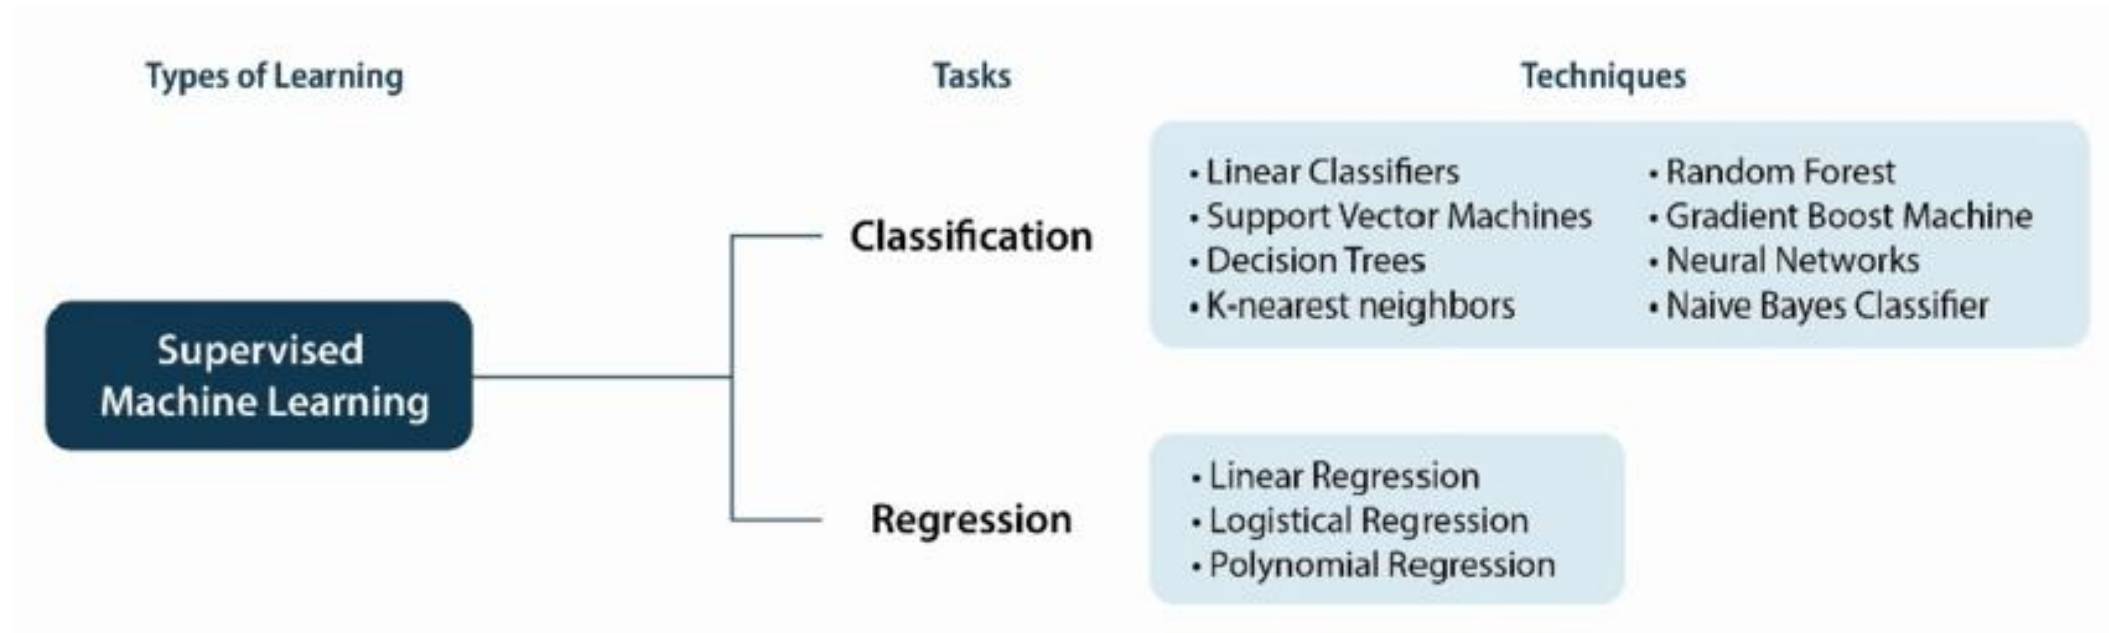 Types of Learning
Tasks
Techniques
Supervised
Machine Learning
Classification
• Linear Classifiers
• Support Vector Machines
• Decision Trees
• K-nearest neighbors
• Random Forest
• Gradient Boost Machine
• Neural Networks
• Naive Bayes Classifier
Regression
• Linear Regression
• Logistical Regression
• Polynomial Regression